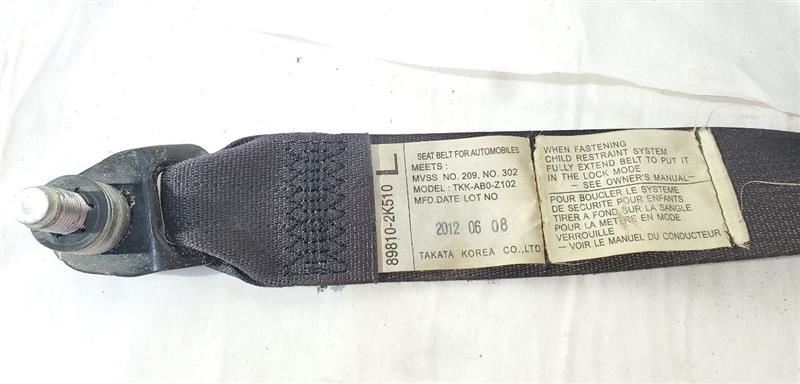 89810-2K510
L
SEAT BELT FOR AUTOMOBILES
MEETS :
MVSS NO. 209, NO. 302
MODEL : TKK-AB0-Z102
MFD.DATE LOT NO
2012 06 08
TAKATA KOREA CO.,LTD.
WHEN FASTENING
CHILD RESTRAINT SYSTEM
FULLY EXTEND BELT TO PUT IT
IN THE LOCK MODE
- SEE OWNER'S MANUAL-
POUR BOUCLER LE SYSTEME
DE SECURITE POUR ENFANTS,
TIRER A FOND SUR LA SANGLE
POUR LA METTRE EN MODE
VERROUILLE
- VOIR LE MANUEL DU CONDUCTEUR -